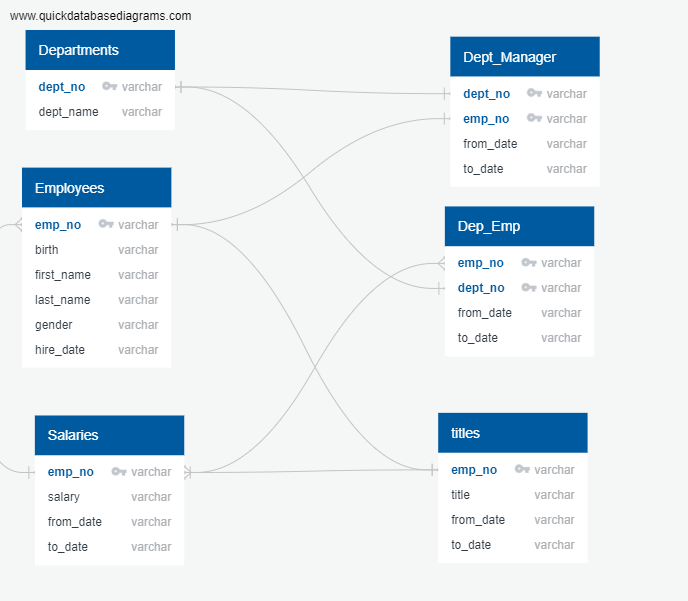 www.quickdatabasediagrams.com
Departments
dept_no varchar
dept_name varchar
Employees
emp_no varchar
birth varchar
first_name varchar
last_name varchar
gender varchar
hire_date varchar
Salaries
emp_no varchar
salary varchar
from_date varchar
to_date varchar
Dept_Manager
dept_no varchar
emp_no varchar
from_date varchar
to_date varchar
Dep_Emp
emp_no varchar
dept_no varchar
from_date varchar
to_date varchar
titles
emp_no varchar
title varchar
from_date varchar
to_date varchar